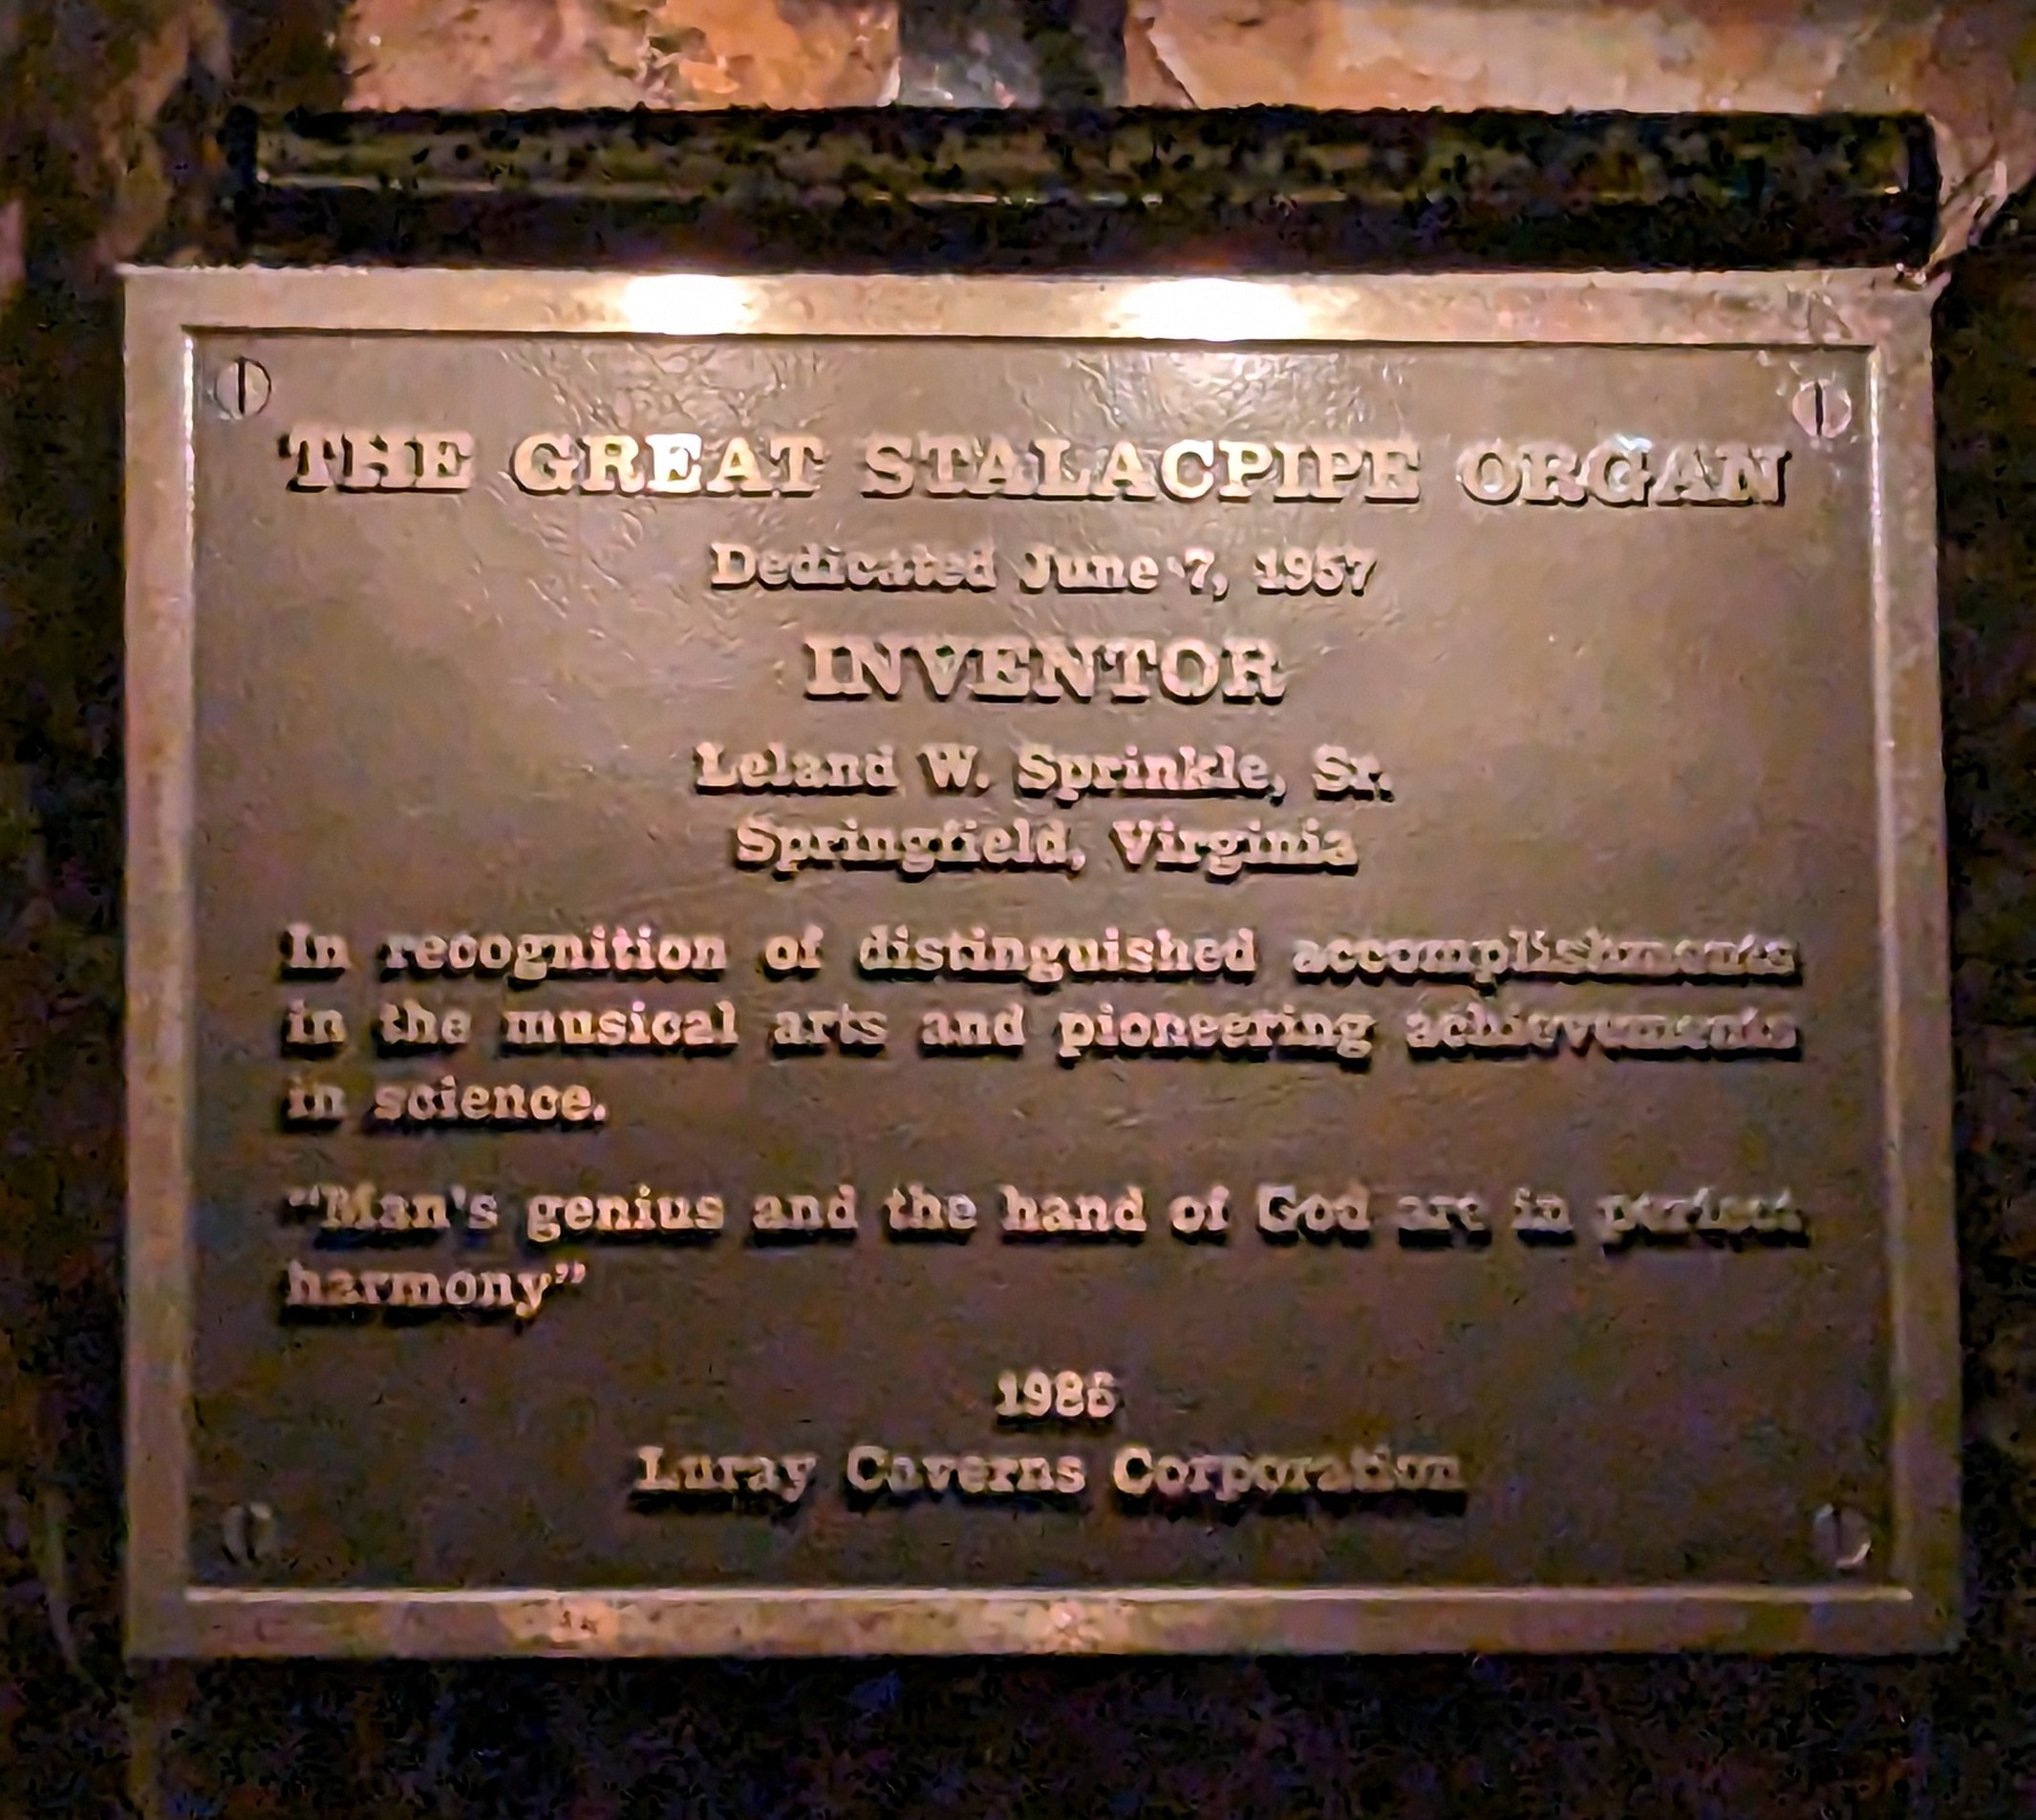 THE GREAT STALACPIPE ORGAN
Dedicated June 7, 1957
INVENTOR
Leland W. Sprinkle, Sr.
Springfield, Virginia
In recognition of distinguished accomplishments
in the musical arts and pioneering achievements
in science.
“Man's genius and the hand of God are in perfect
harmony”
Luray Caverns Corporation